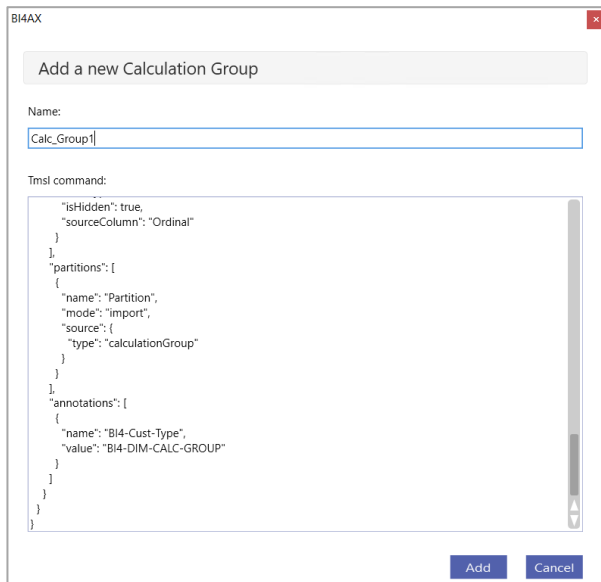 BI4AX
Add a new Calculation Group
Name:
Calc_Group1
Tmsl command:
"isHidden": true,
"sourceColumn": "Ordinal"
}
],
"partitions": [
{
"name": "Partition",
"mode": "import",
"source": {
"type": "calculationGroup"
}
}
],
"annotations": [
{
"name": "BI4-Cust-Type",
"value": "BI4-DIM-CALC-GROUP"
}
]
}
}
}
Add Cancel